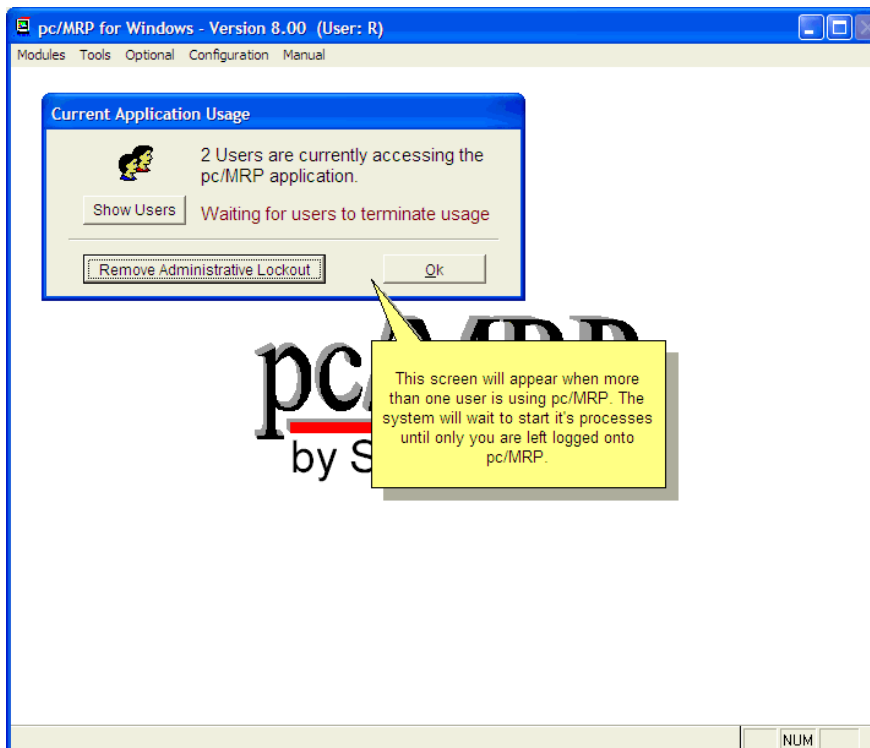 pc/MRP for Windows - Version 8.00 (User: R)
Modules Tools Optional Configuration Manual
Current Application Usage
2 Users are currently accessing the
pc/MRP application.
Show Users
Waiting for users to terminate usage
Remove Administrative Lockout
Ok
This screen will appear when more
than one user is using pc/MRP. The
system will wait to start it's processes
until only you are left logged onto
pc/MRP.
pc/MRP
by S
NUM